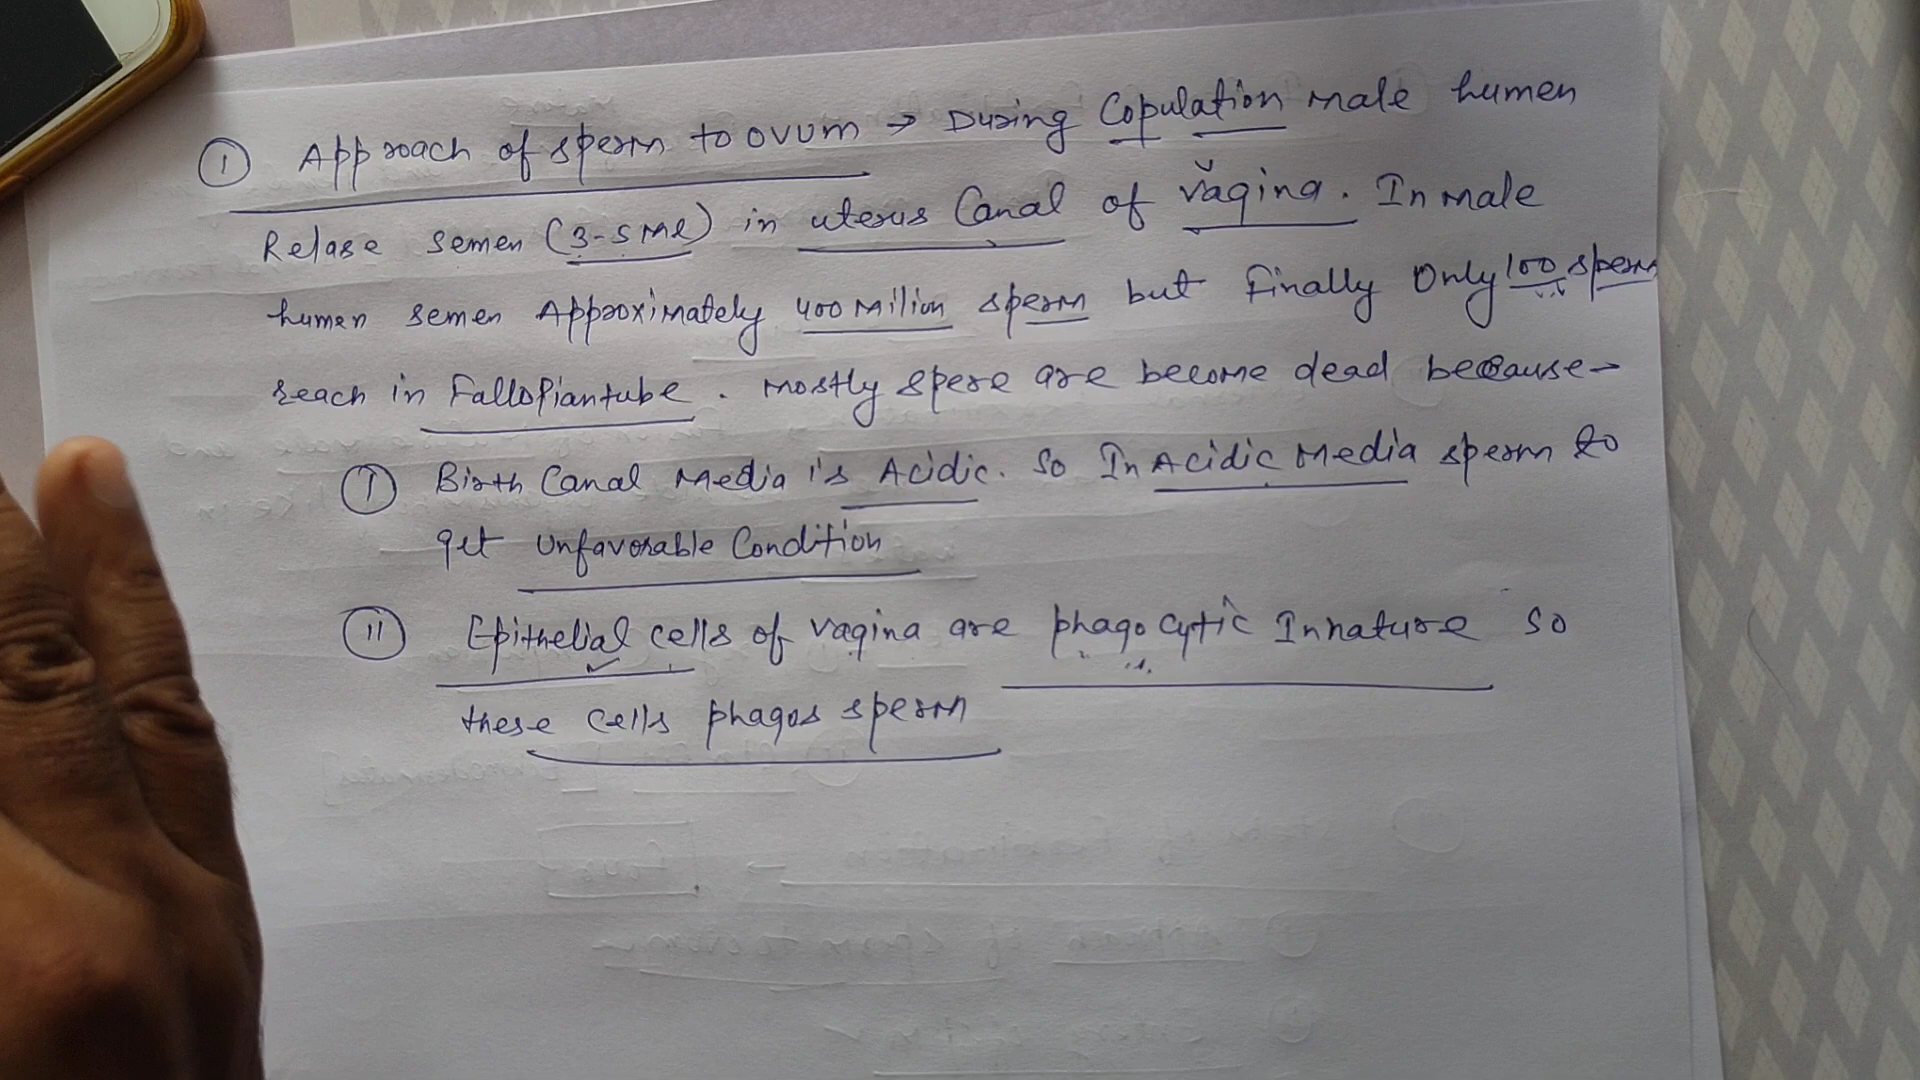 ① Approach of sperm to ovum → During Copulation male humen
Relase semen (3-5 ml) in uterus Canal of vagina. In male
humen semen Approximately 400 milion sperm but finally Only 100 sperm
reach in fallopiantube. mostly spere are become dead because→
Ⓘ Birth Canal Media is Acidic. So In Acidic Media sperm to
get unfavorable Condition
⑪ Epithelial cells of vagina are phagocytic Innature so
these cells phagos sperm